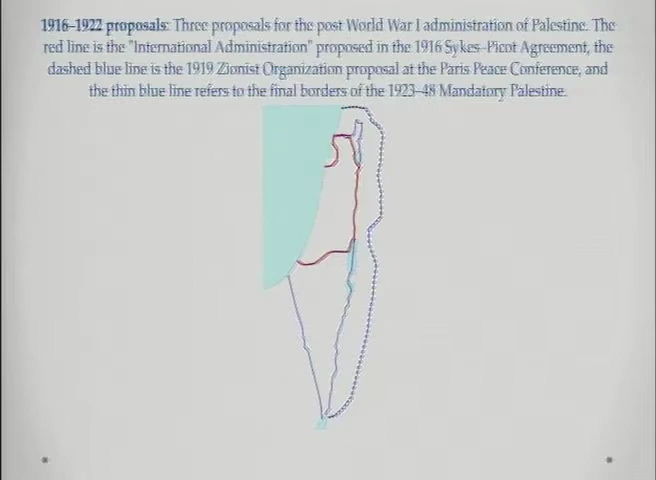 1916–1922 proposals: Three proposals for the post World War I administration of Palestine. The
red line is the "International Administration" proposed in the 1916 Sykes–Picot Agreement, the
dashed blue line is the 1919 Zionist Organization proposal at the Paris Peace Conference, and
the thin blue line refers to the final borders of the 1923–48 Mandatory Palestine.